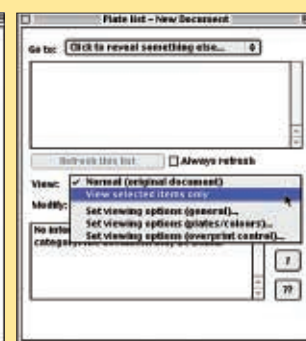 Plate list – New Document
Go to: Click to reveal something else...
Refresh this list Always refresh
View: ✓ Normal (original document)
View selected items only
Modify:
Set viewing options (general)...
Set viewing options (plates/colours)...
Set viewing options (overprint control)...
No
category
?
??